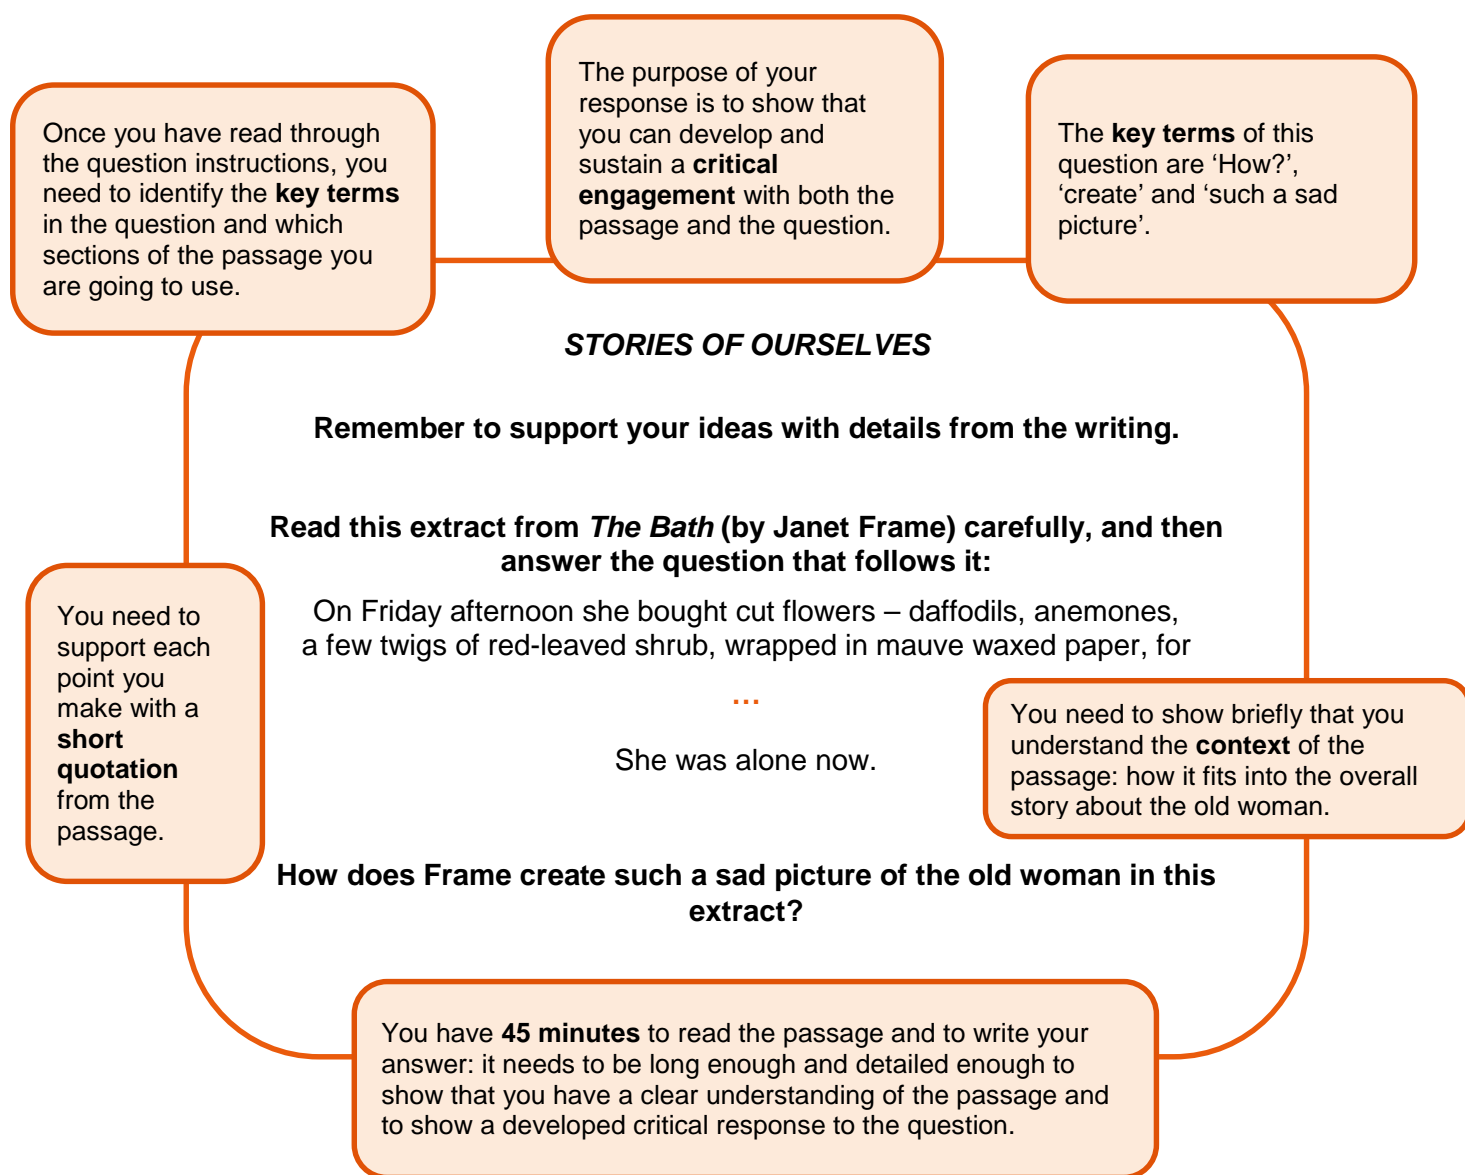 Once you have read through
the question instructions, you
need to identify the key terms
in the question and which
sections of the passage you
are going to use.
The purpose of your
response is to show that
you can develop and
sustain a critical
engagement with both the
passage and the question.
The key terms of this
question are ‘How?’,
‘create’ and ‘such a sad
picture’.
STORIES OF OURSELVES
Remember to support your ideas with details from the writing.
Read this extract from The Bath (by Janet Frame) carefully, and then
answer the question that follows it:
On Friday afternoon she bought cut flowers – daffodils, anemones,
a few twigs of red-leaved shrub, wrapped in mauve waxed paper, for
…
She was alone now.
You need to
support each
point you
make with a
short
quotation
from the
passage.
You need to show briefly that you
understand the context of the
passage: how it fits into the overall
story about the old woman.
How does Frame create such a sad picture of the old woman in this
extract?
You have 45 minutes to read the passage and to write your
answer: it needs to be long enough and detailed enough to
show that you have a clear understanding of the passage and
to show a developed critical response to the question.